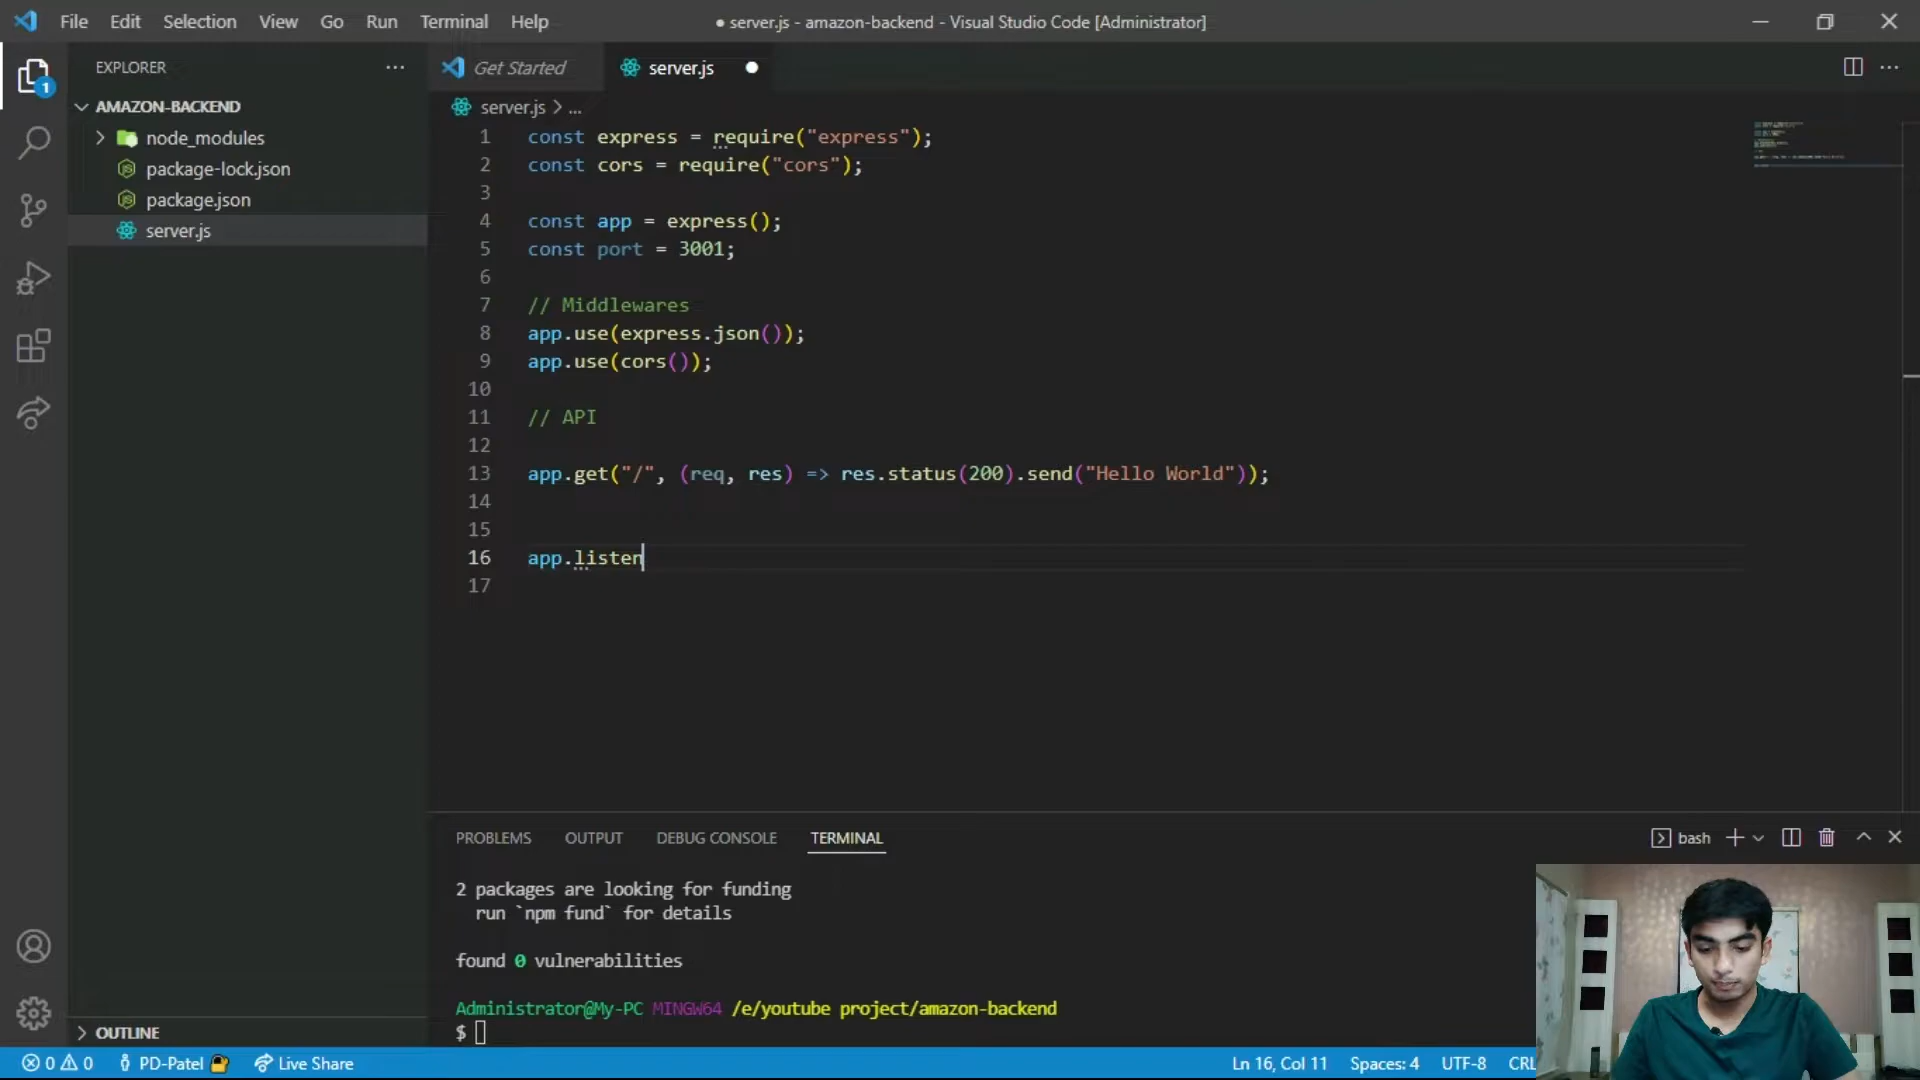 File Edit Selection View Go Run Terminal Help
● server.js - amazon-backend - Visual Studio Code [Administrator]
1
EXPLORER
AMAZON-BACKEND
node_modules
package-lock.json
package.json
server.js
OUTLINE
Get Started
server.js
server.js > ...
1 const express = require("express");
2 const cors = require("cors");
3
4 const app = express();
5 const port = 3001;
6
7 // Middlewares
8 app.use(express.json());
9 app.use(cors());
10
11 // API
12
13 app.get("/", (req, res) => res.status(200).send("Hello World"));
14
15
16 app.listen
17
PROBLEMS OUTPUT DEBUG CONSOLE TERMINAL
bash
2 packages are looking for funding
run `npm fund` for details
found 0 vulnerabilities
Administrator@My-PC MINGW64 /e/youtube project/amazon-backend
$
0 0 PD-Patel Live Share
Ln 16, Col 11 Spaces: 4 UTF-8 CRL